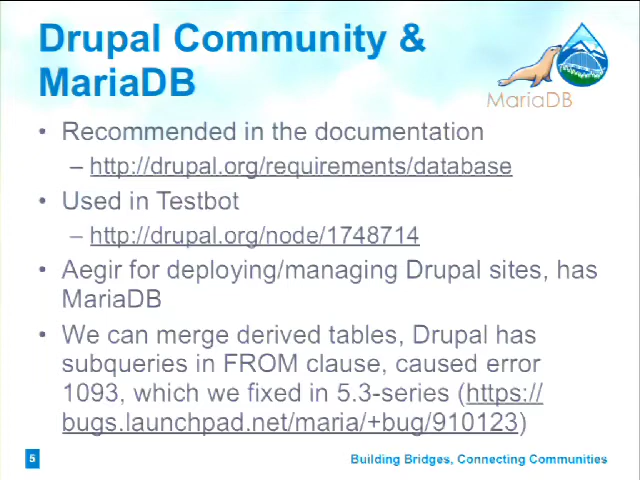 Drupal Community &
MariaDB
MariaDB
• Recommended in the documentation
– http://drupal.org/requirements/database
• Used in Testbot
– http://drupal.org/node/1748714
• Aegir for deploying/managing Drupal sites, has
MariaDB
• We can merge derived tables, Drupal has
subqueries in FROM clause, caused error
1093, which we fixed in 5.3-series (https://
bugs.launchpad.net/maria/+bug/910123)
5
Building Bridges, Connecting Communities